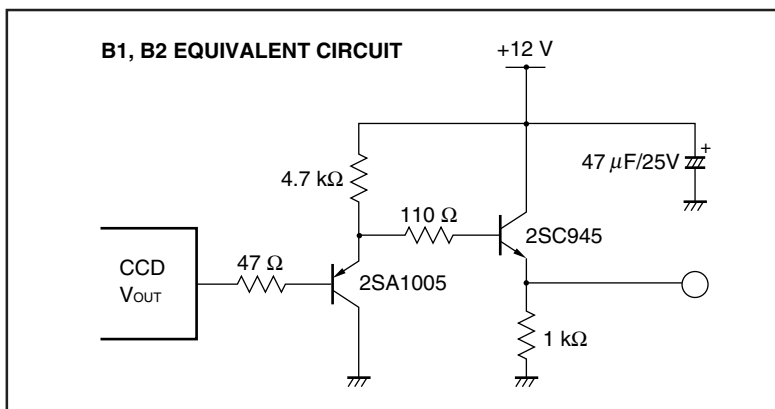 B1, B2 EQUIVALENT CIRCUIT
+12 V
4.7 kΩ
47 μF/25V
+
110 Ω
2SC945
CCD
VOUT
47 Ω
2SA1005
1 kΩ